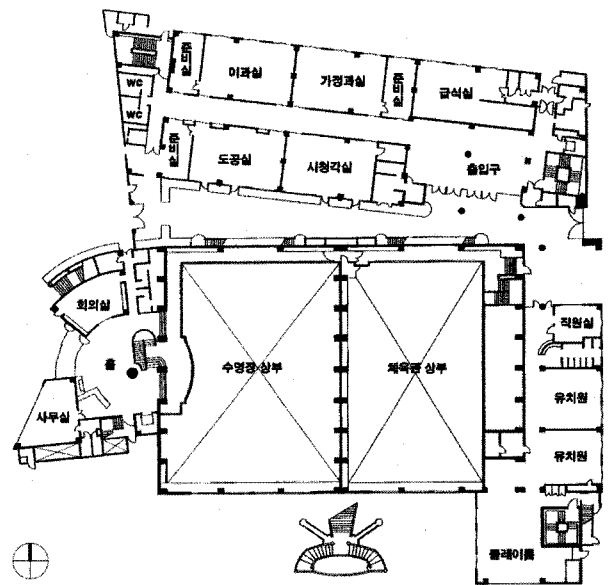 준비실
이과실
가정과실
준비실
급식실
WC
WC
준비실
도공실
시청각실
출입구
회의실
홀
사무실
수영장 상부
체육관 상부
직원실
유치원
유치원
플레이룸